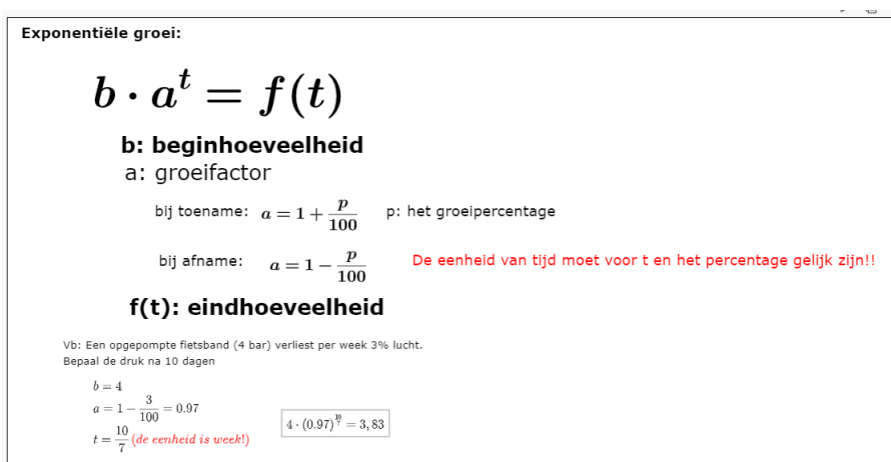 Exponentiële groei:
b · a^t = f(t)
b: beginhoeveelheid
a: groeifactor
bij toename: a = 1 + p/100 p: het groeipercentage
bij afname: a = 1 − p/100 De eenheid van tijd moet voor t en het percentage gelijk zijn!!
f(t): eindhoeveelheid
Vb: Een opgepompte fietsband (4 bar) verliest per week 3% lucht.
Bepaal de druk na 10 dagen
b = 4
a = 1 − 3/100 = 0.97
t = 10/7 (de eenheid is week!)
4 · (0.97)^(10/7) = 3,83